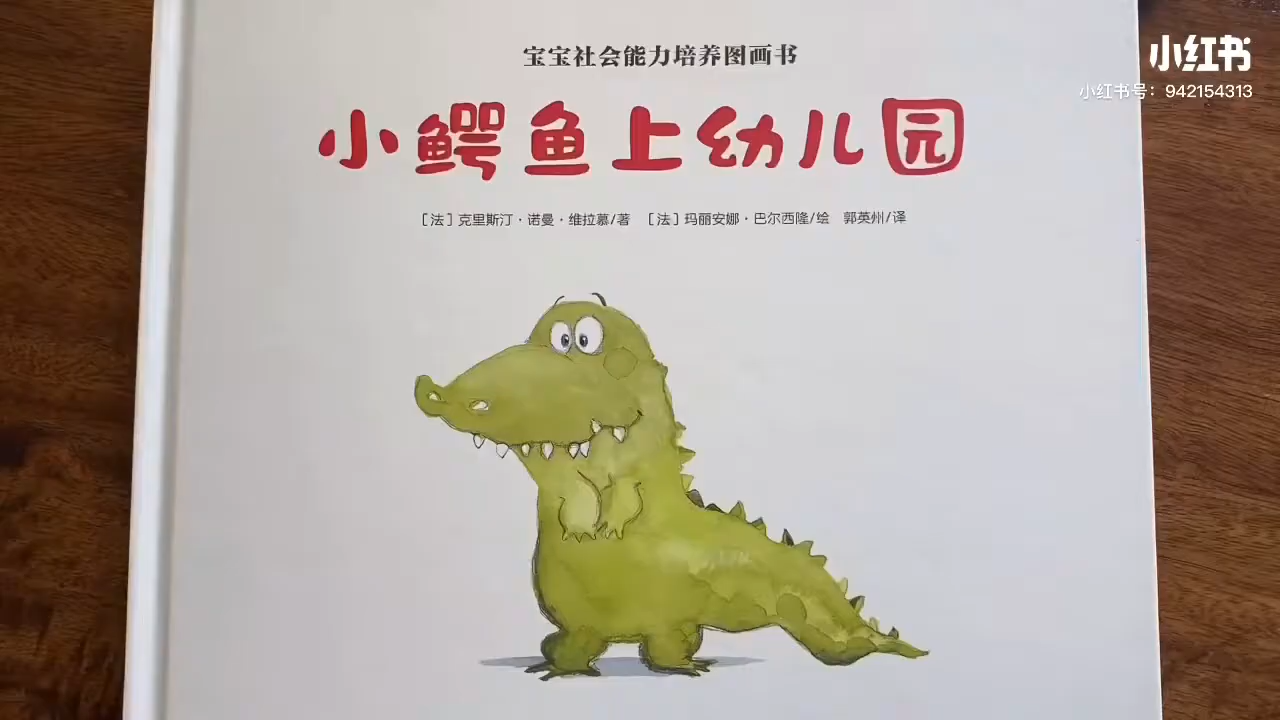 宝宝社会能力培养图画书
小鳄鱼上幼儿园
［法］克里斯汀·诺曼·维拉慕/著 ［法］玛丽安娜·巴尔西隆/绘 郭英州/译
小红书
小红书号：942154313